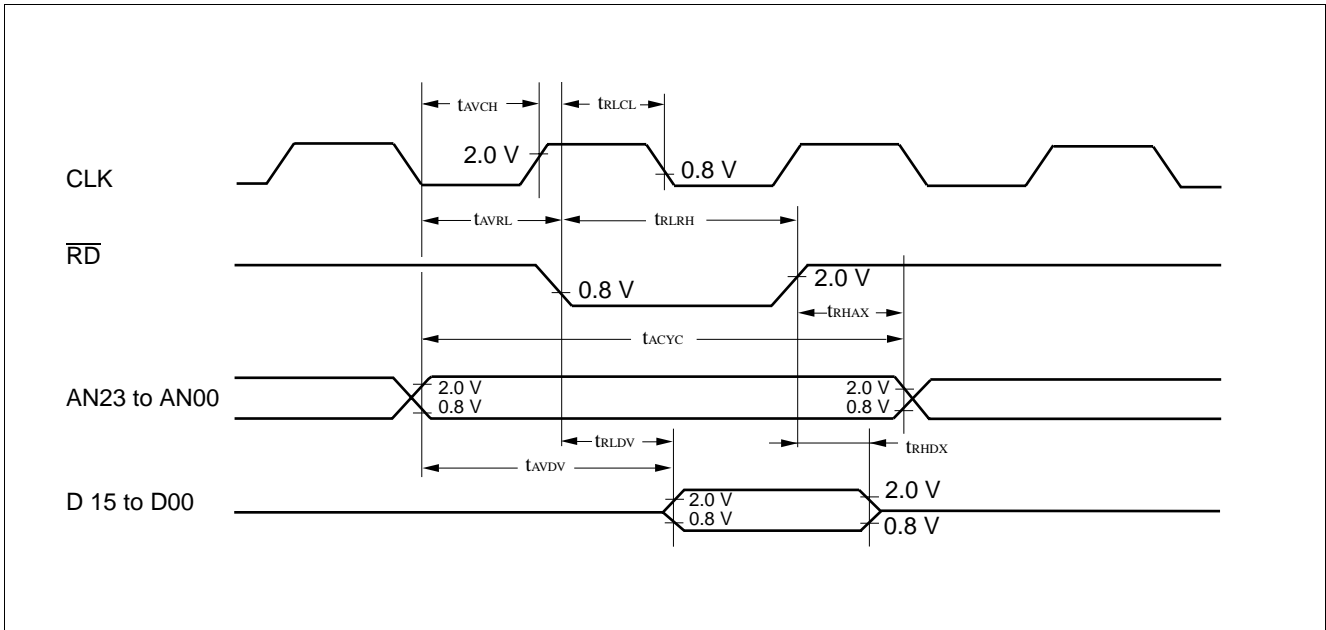 tAVCH
tRLCL
CLK
2.0 V
0.8 V
tAVRL
tRLRH
RD
0.8 V
2.0 V
tRHAX
tACYC
AN23 to AN00
2.0 V
0.8 V
2.0 V
0.8 V
tRLDV
tRHDX
tAVDV
D 15 to D00
2.0 V
0.8 V
2.0 V
0.8 V